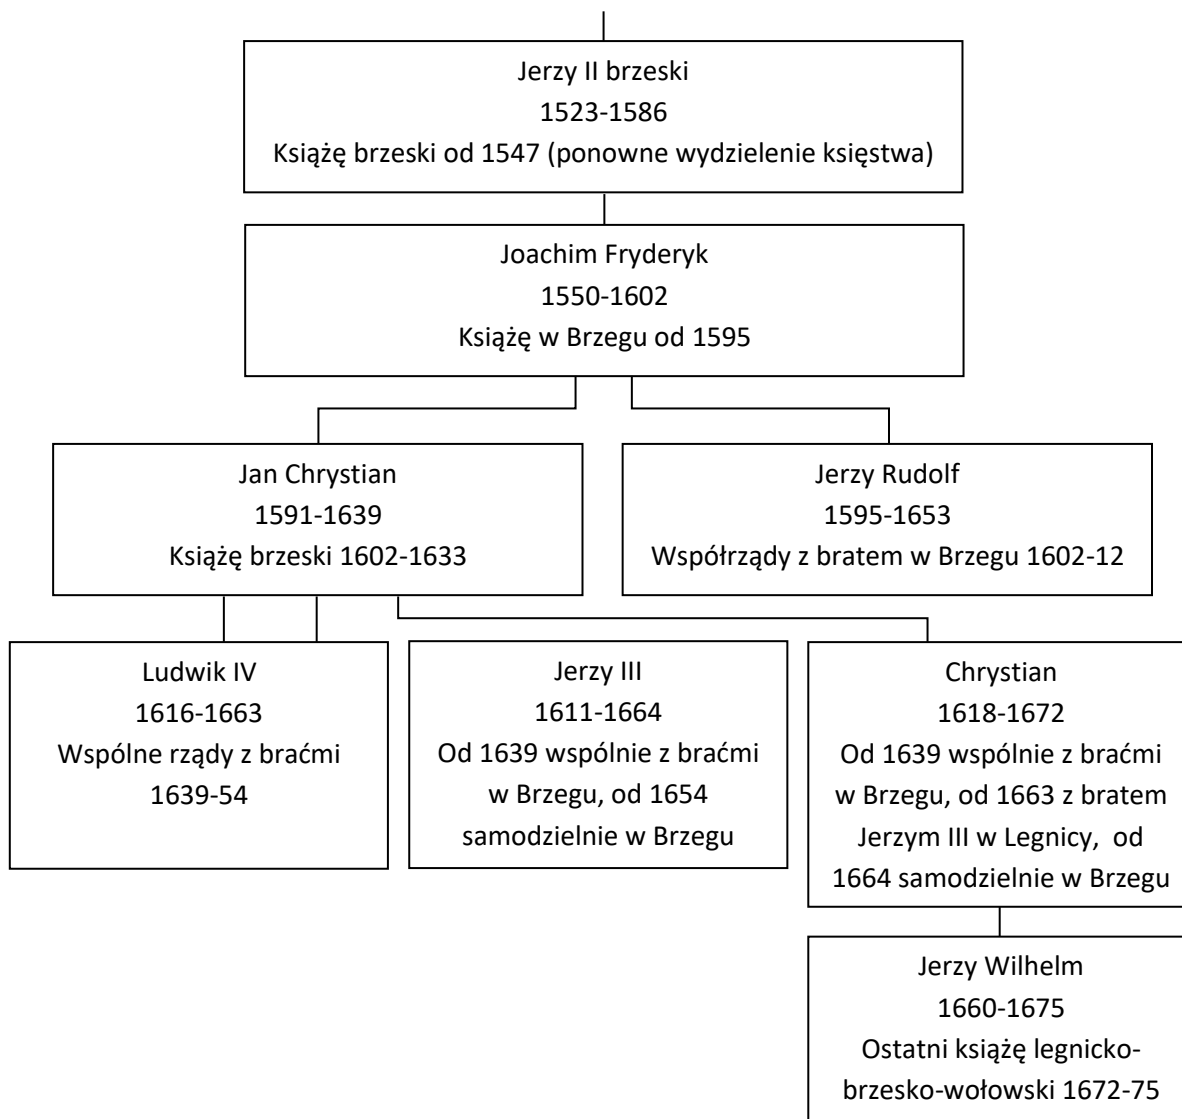 Jerzy II brzeski
1523-1586
Książę brzeski od 1547 (ponowne wydzielenie księstwa)
Joachim Fryderyk
1550-1602
Książę w Brzegu od 1595
Jan Chrystian
1591-1639
Książę brzeski 1602-1633
Jerzy Rudolf
1595-1653
Współrządy z bratem w Brzegu 1602-12
Ludwik IV
1616-1663
Wspólne rządy z braćmi
1639-54
Jerzy III
1611-1664
Od 1639 wspólnie z braćmi
w Brzegu, od 1654
samodzielnie w Brzegu
Chrystian
1618-1672
Od 1639 wspólnie z braćmi
w Brzegu, od 1663 z bratem
Jerzym III w Legnicy, od
1664 samodzielnie w Brzegu
Jerzy Wilhelm
1660-1675
Ostatni książę legnicko-
brzesko-wołowski 1672-75